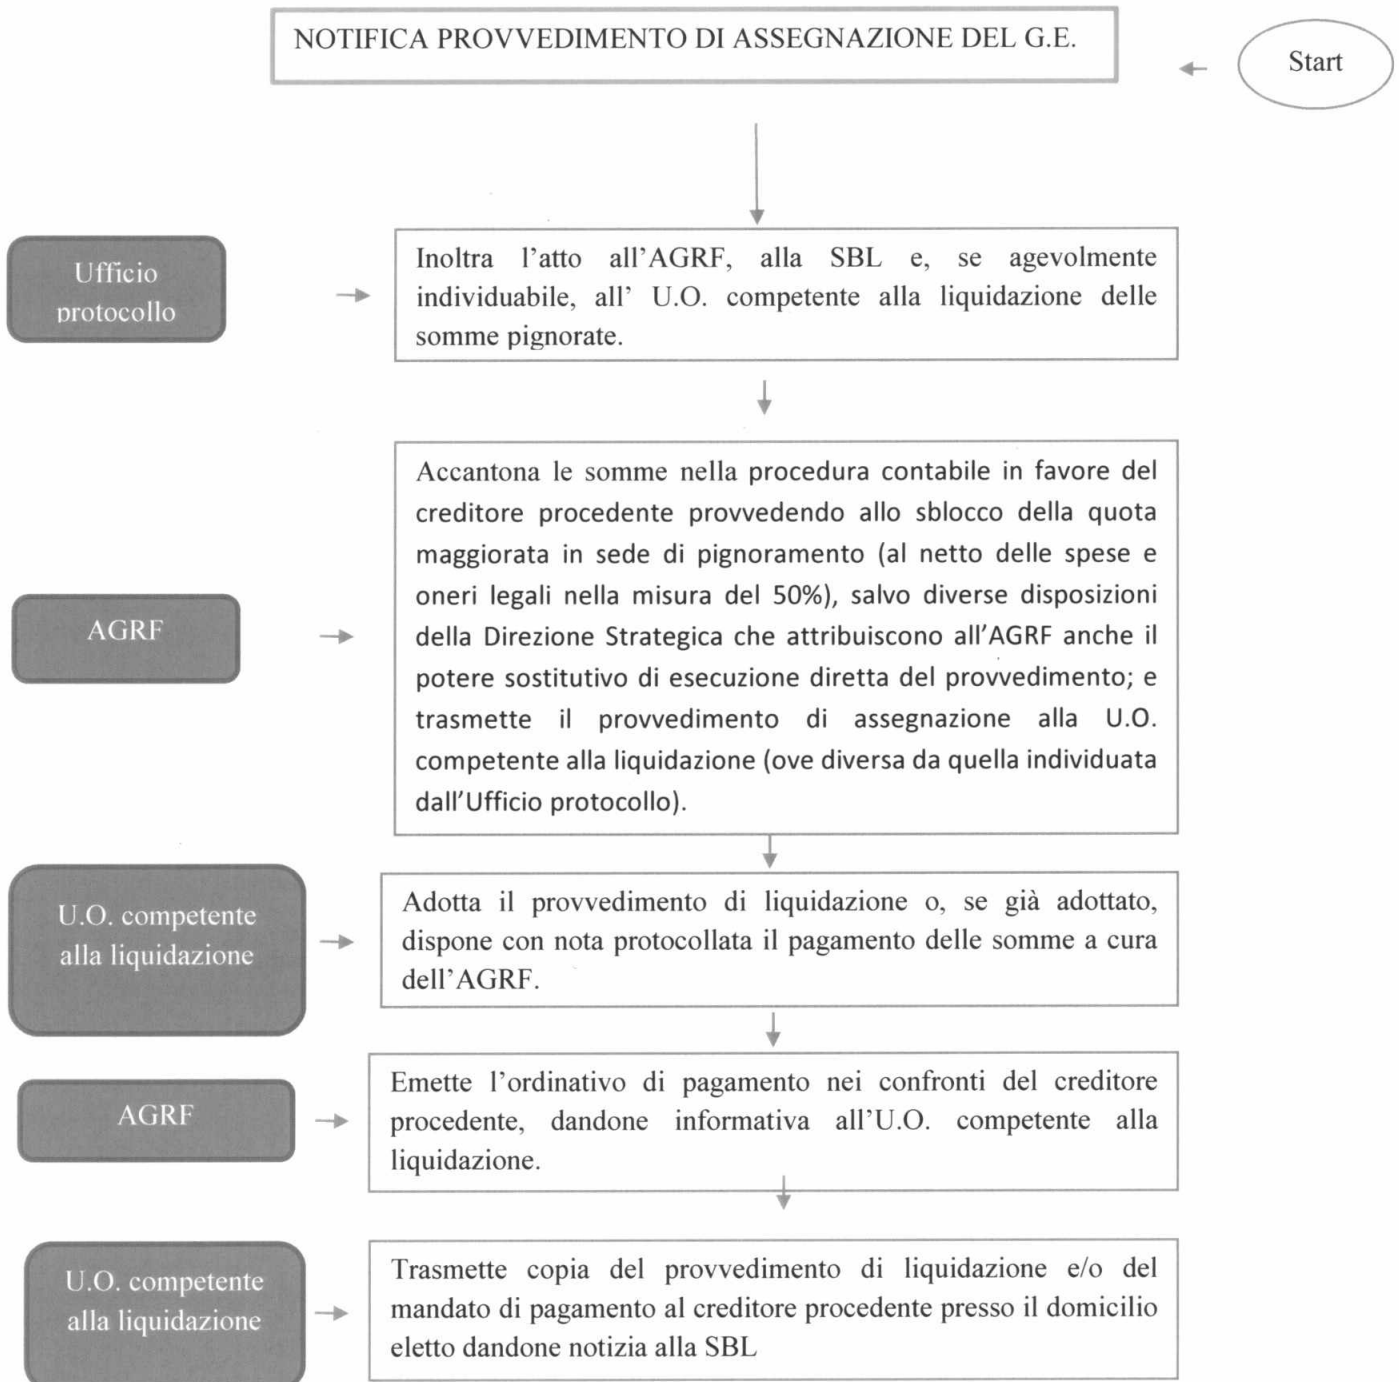 NOTIFICA PROVVEDIMENTO DI ASSEGNAZIONE DEL G.E.
Start
Ufficio
protocollo
Inoltra l'atto all'AGRF, alla SBL e, se agevolmente
individuabile, all' U.O. competente alla liquidazione delle
somme pignorate.
AGRF
Accantona le somme nella procedura contabile in favore del
creditore procedente provvedendo allo sblocco della quota
maggiorata in sede di pignoramento (al netto delle spese e
oneri legali nella misura del 50%), salvo diverse disposizioni
della Direzione Strategica che attribuiscono all'AGRF anche il
potere sostitutivo di esecuzione diretta del provvedimento; e
trasmette il provvedimento di assegnazione alla U.O.
competente alla liquidazione (ove diversa da quella individuata
dall'Ufficio protocollo).
U.O. competente
alla liquidazione
Adotta il provvedimento di liquidazione o, se già adottato,
dispone con nota protocollata il pagamento delle somme a cura
dell'AGRF.
AGRF
Emette l'ordinativo di pagamento nei confronti del creditore
procedente, dandone informativa all'U.O. competente alla
liquidazione.
U.O. competente
alla liquidazione
Trasmette copia del provvedimento di liquidazione e/o del
mandato di pagamento al creditore procedente presso il domicilio
eletto dandone notizia alla SBL